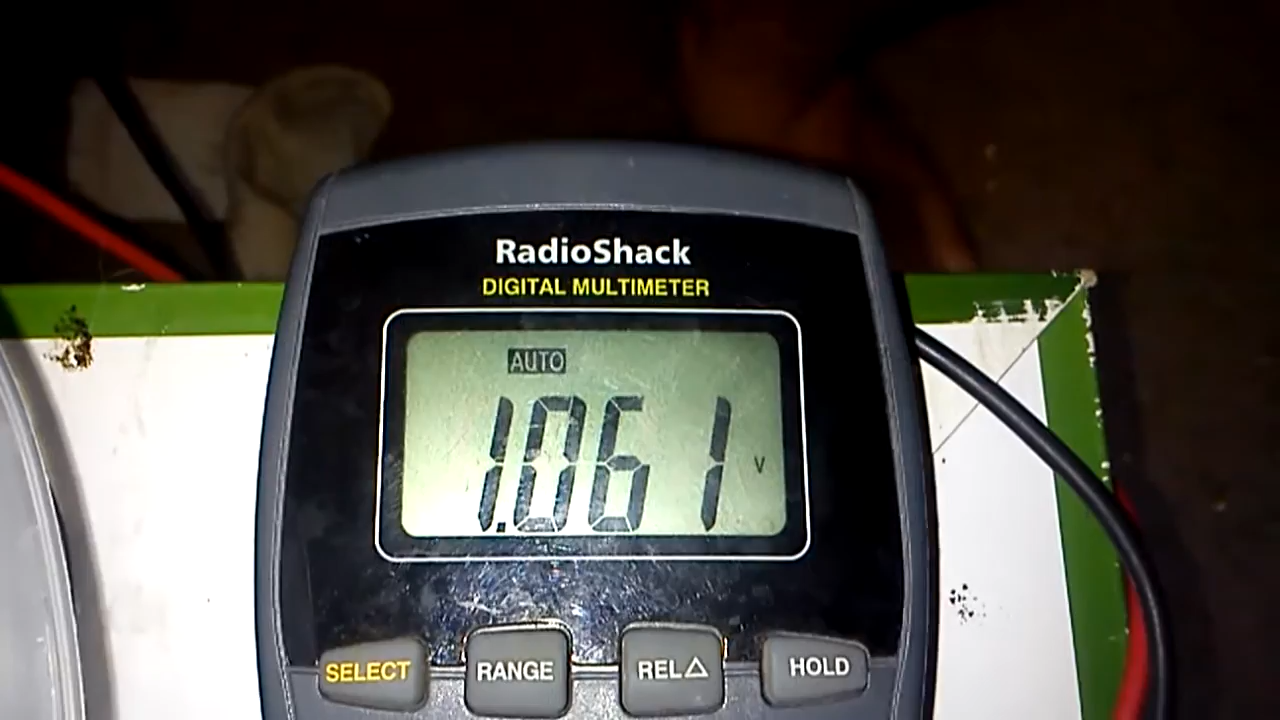 RadioShack
DIGITAL MULTIMETER
AUTO
1.061 V
SELECT RANGE REL△ HOLD